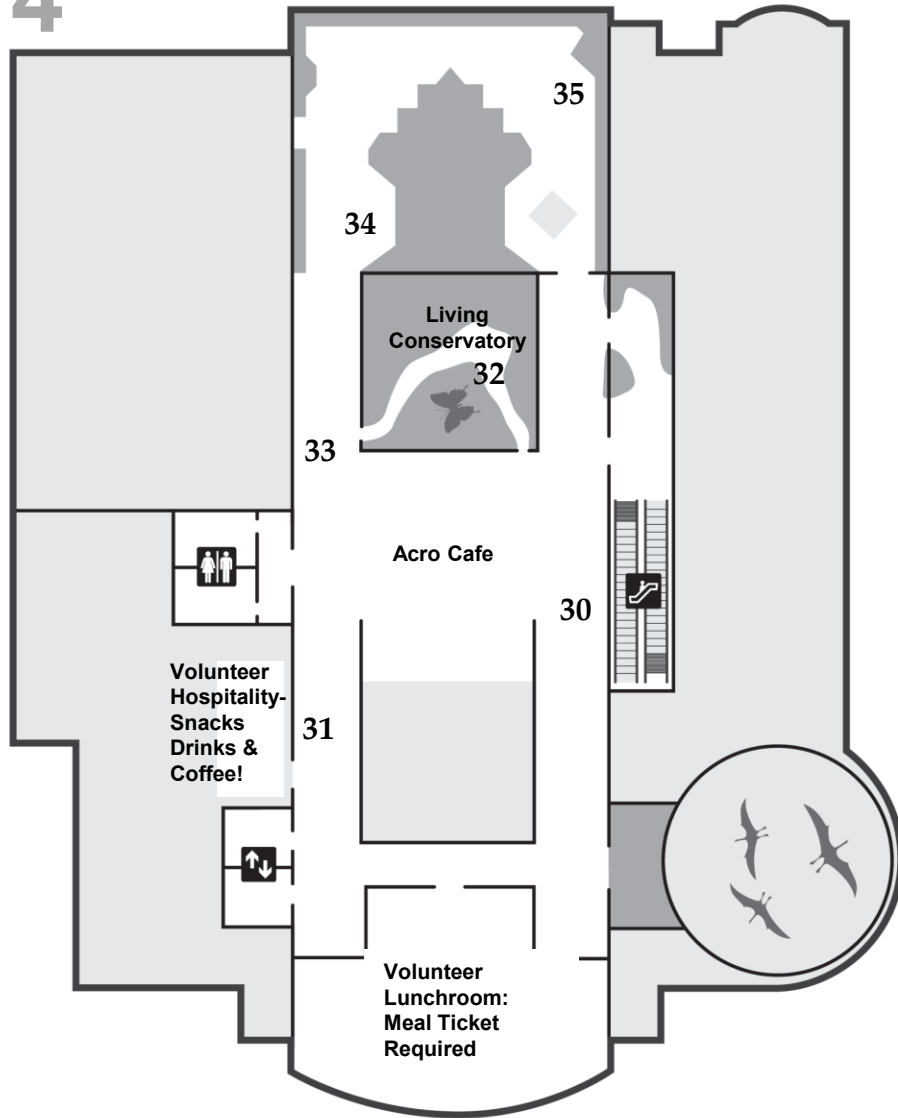 4
35
34
Living
Conservatory
32
33
Acro Cafe
30
Volunteer
Hospitality-
Snacks
Drinks &
Coffee!
31
Volunteer
Lunchroom:
Meal Ticket
Required